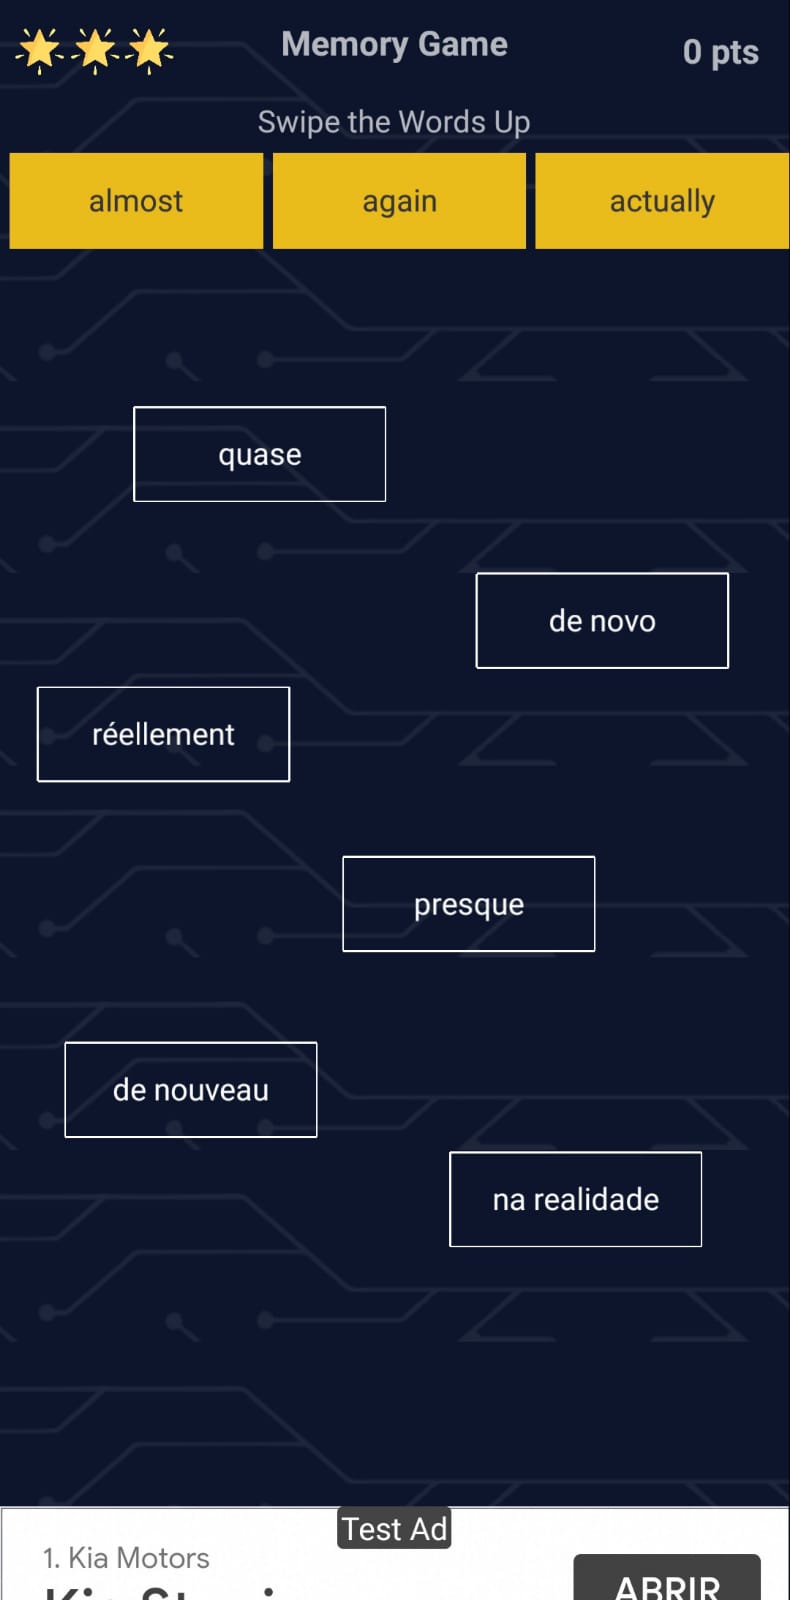 Memory Game
0 pts
Swipe the Words Up
almost
again
actually
quase
de novo
réellement
presque
de nouveau
na realidade
Test Ad
1. Kia Motors
ABRIR